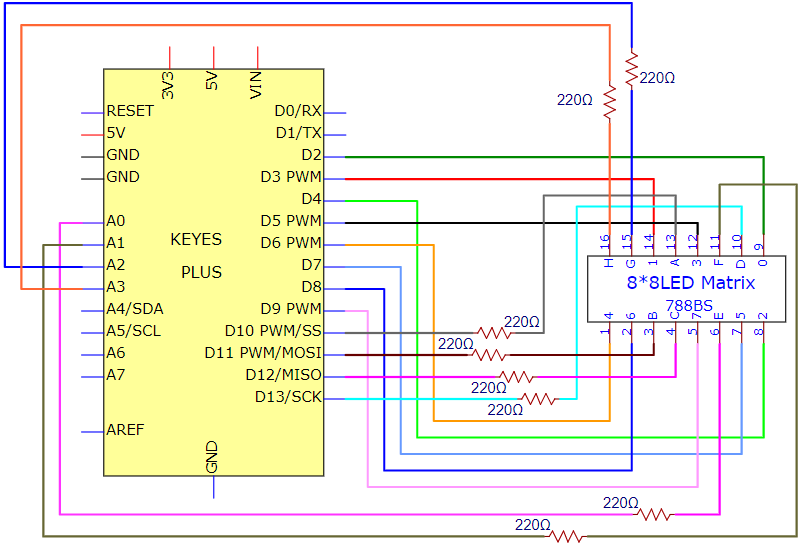 220Ω
220Ω
3V3
5V
VIN
RESET
5V
GND
GND
A0
A1
A2
A3
A4/SDA
A5/SCL
A6
A7
AREF
KEYES
PLUS
D0/RX
D1/TX
D2
D3 PWM
D4
D5 PWM
D6 PWM
D7
D8
D9 PWM
D10 PWM/SS
D11 PWM/MOSI
D12/MISO
D13/SCK
GND
16 15 14 13 12 11 10 9
H G 1 A 3 F D 0
8*8LED Matrix
788BS
4 6 B C 7 E 5 2
1 2 3 4 5 6 7 8
220Ω
220Ω
220Ω
220Ω
220Ω
220Ω